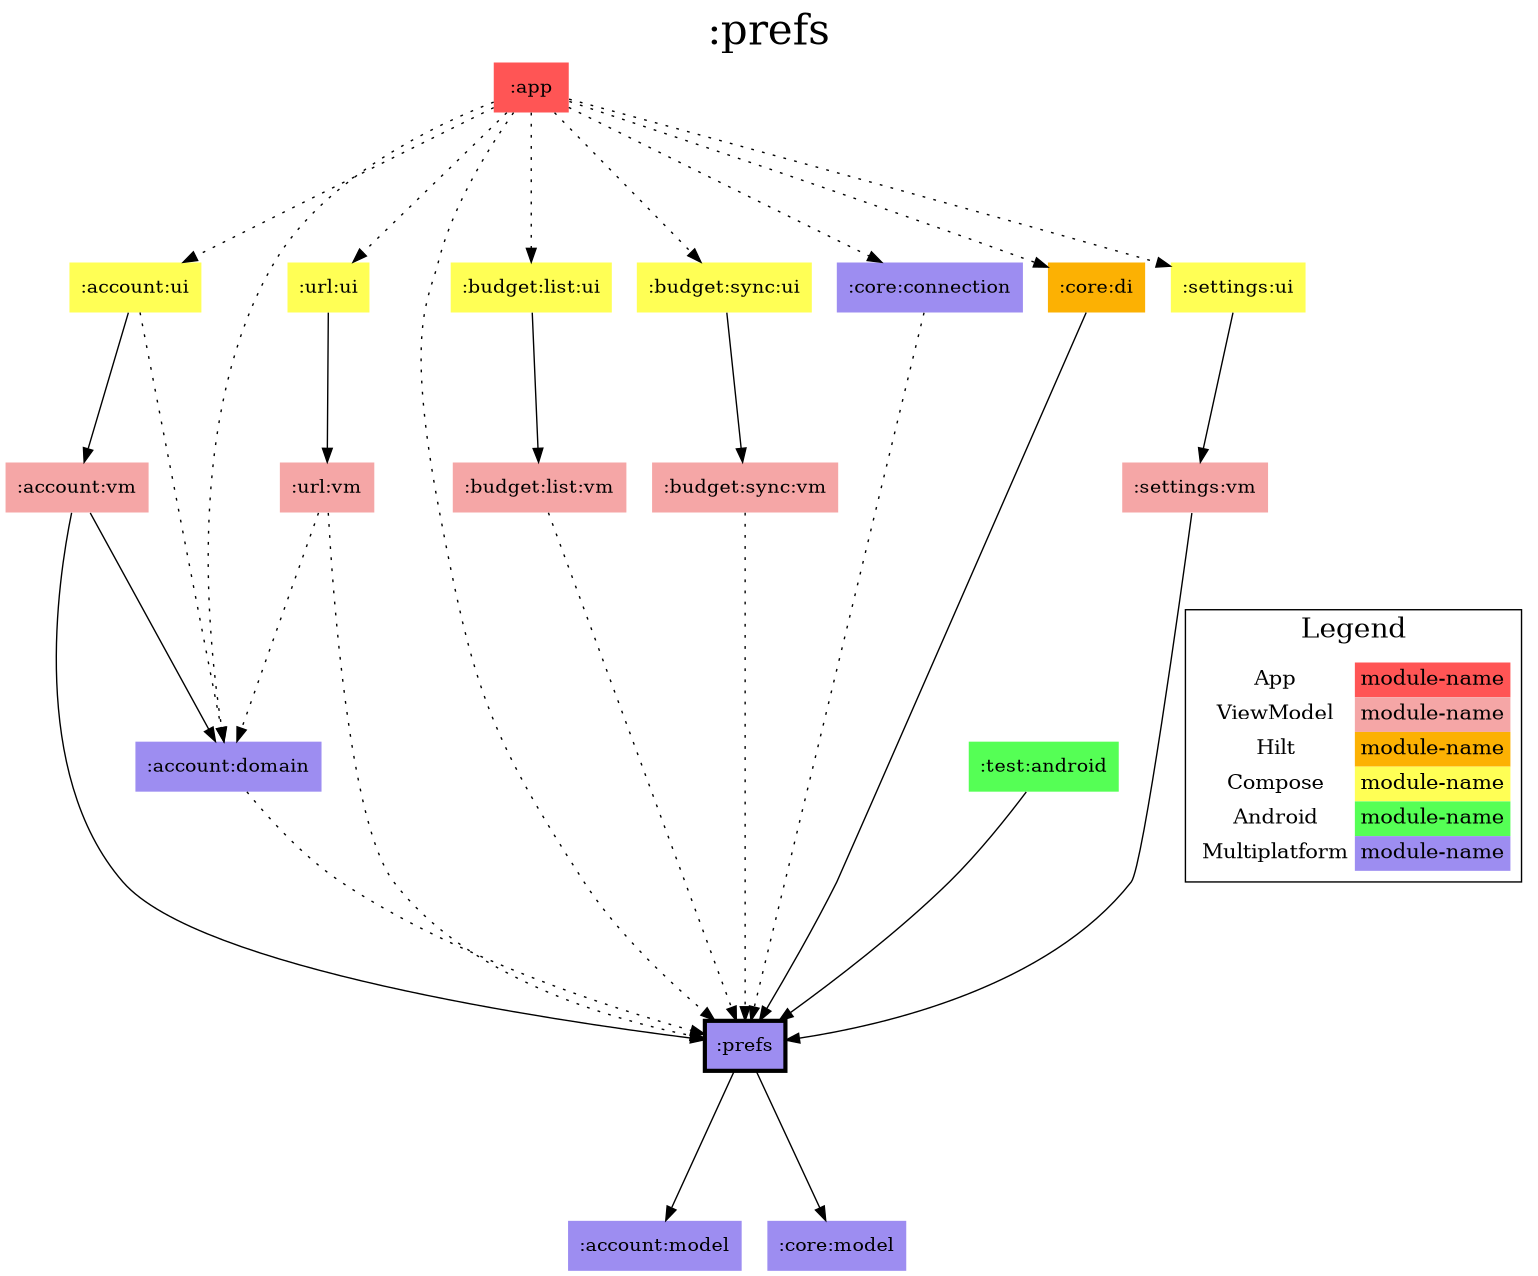 :prefs
:app
:account:ui
:url:ui
:budget:list:ui
:budget:sync:ui
:core:connection
:core:di
:settings:ui
:account:vm
:url:vm
:budget:list:vm
:budget:sync:vm
:settings:vm
:account:domain
:test:android
Legend
App module-name
ViewModel module-name
Hilt module-name
Compose module-name
Android module-name
Multiplatform module-name
:prefs
:account:model
:core:model